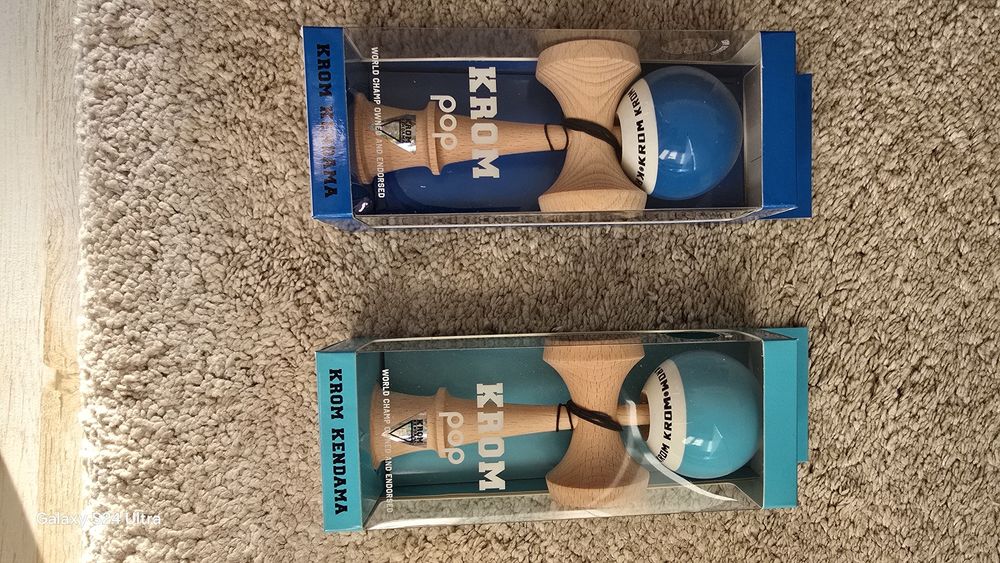 KROM KENDAMA
WORLD CHAMP OWNED AND ENDORSED
KROM
pop
KROM
KROM KENDAMA
WORLD CHAMP OWNED AND ENDORSED
KROM
pop
KROM KROM
Galaxy S24 Ultra